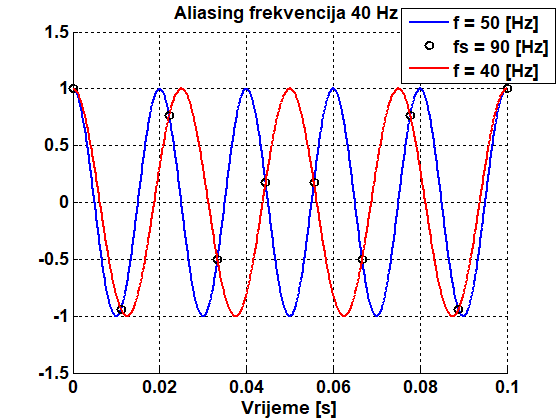 Aliasing frekvencija 40 Hz
f = 50 [Hz]
fs = 90 [Hz]
f = 40 [Hz]
1.5
1
0.5
0
-0.5
-1
-1.5
0 0.02 0.04 0.06 0.08 0.1
Vrijeme [s]